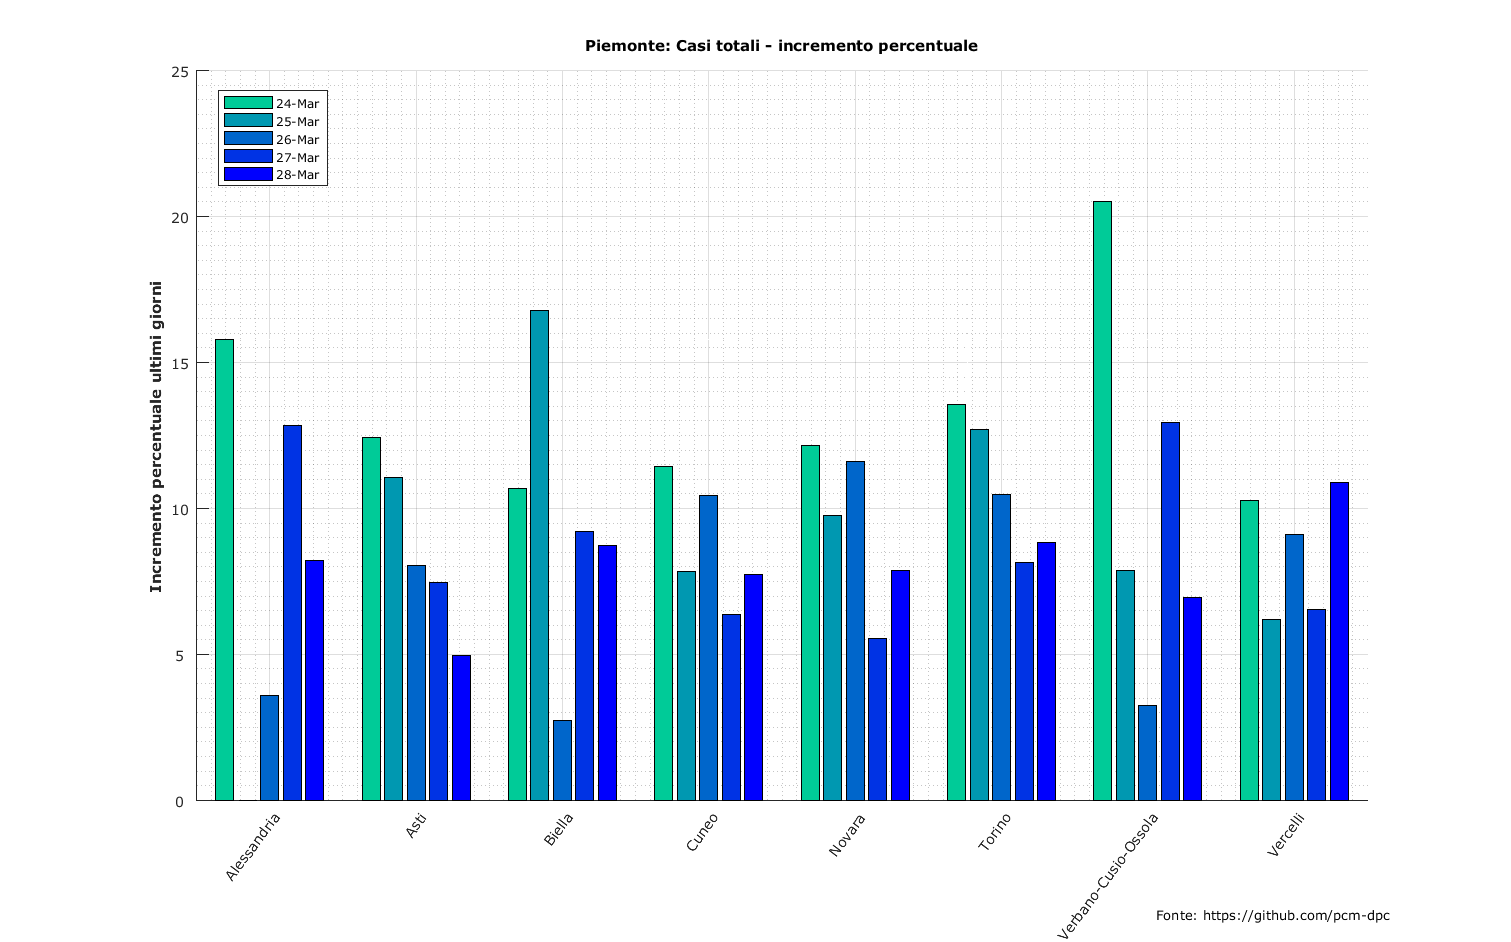 Piemonte: Casi totali - incremento percentuale
25
20
15
10
5
0
Incremento percentuale ultimi giorni
24-Mar
25-Mar
26-Mar
27-Mar
28-Mar
Alessandria
Asti
Biella
Cuneo
Novara
Torino
Verbano-Cusio-Ossola
Vercelli
Fonte: https://github.com/pcm-dpc